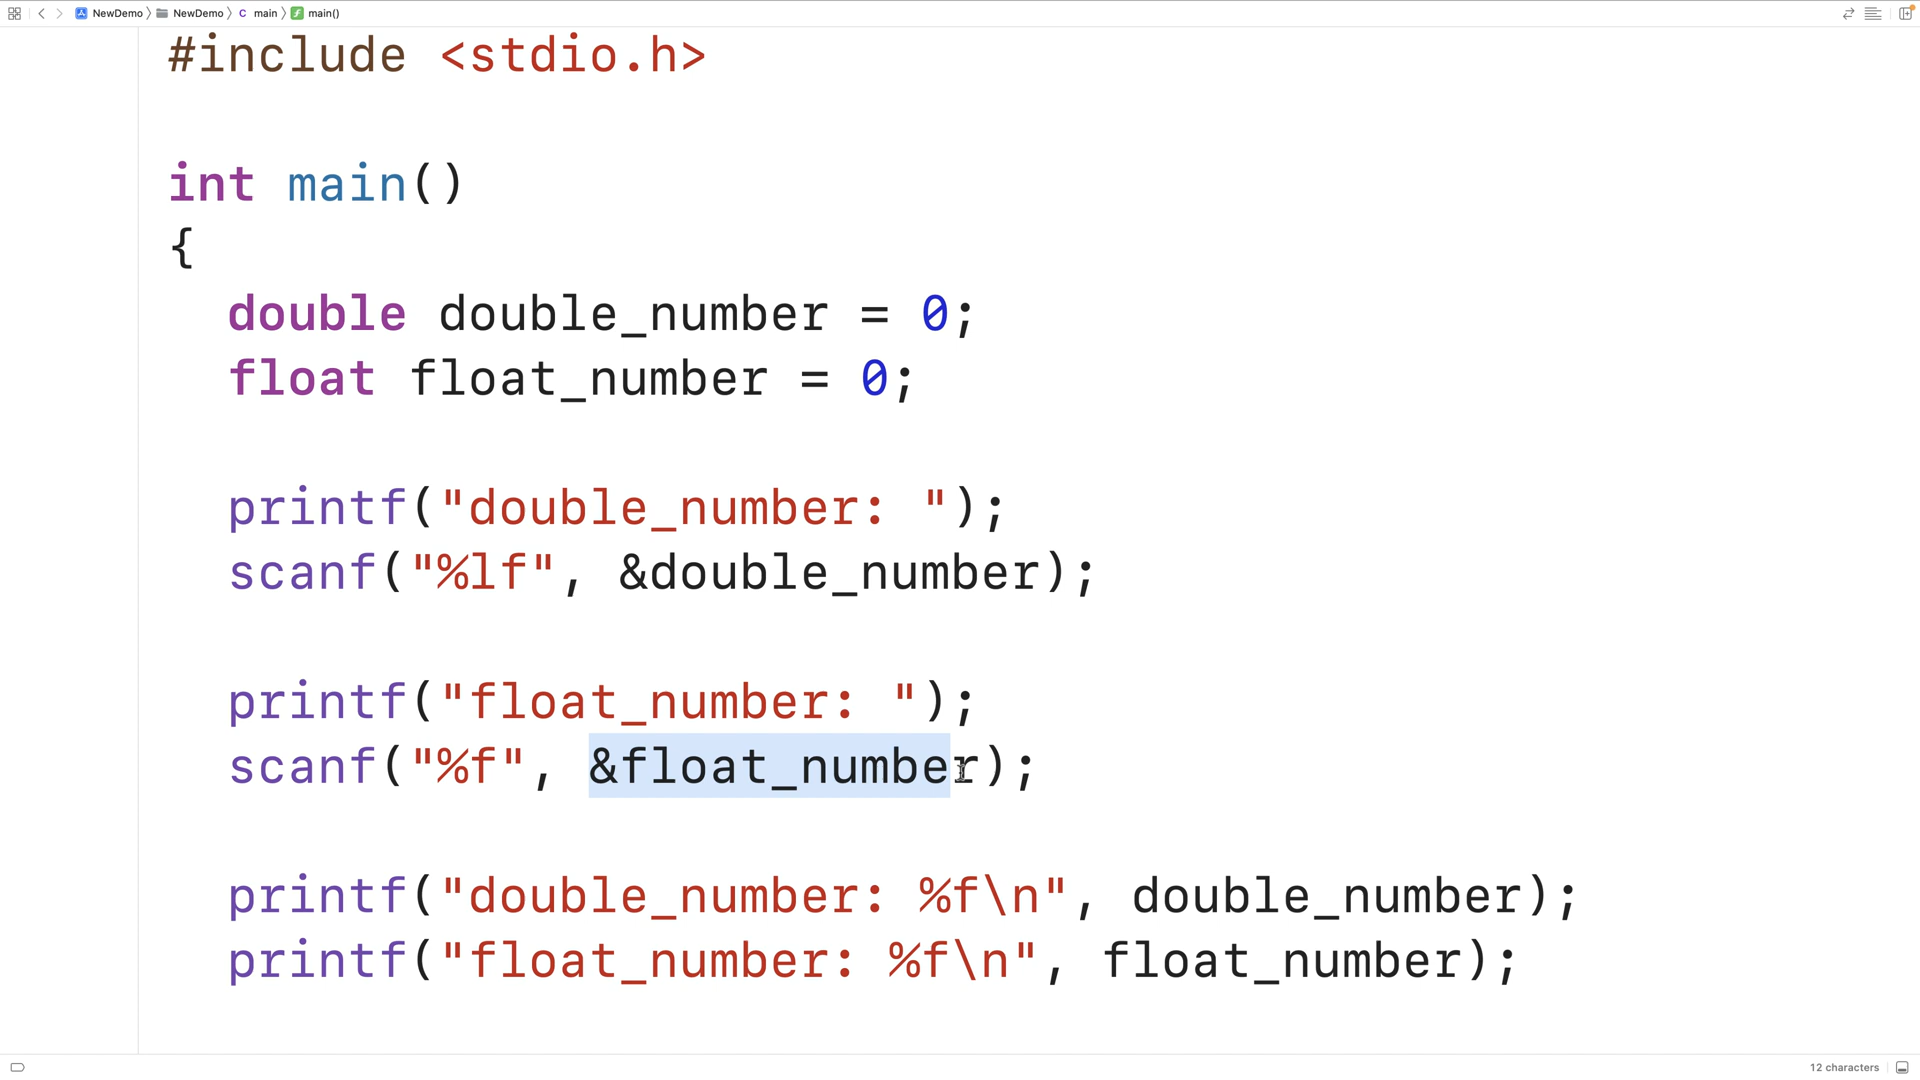 NewDemo NewDemo C main f main()
#include <stdio.h>
int main()
{
double double_number = 0;
float float_number = 0;
printf("double_number: ");
scanf("%lf", &double_number);
printf("float_number: ");
scanf("%f", &float_number);
printf("double_number: %f\n", double_number);
printf("float_number: %f\n", float_number);
12 characters